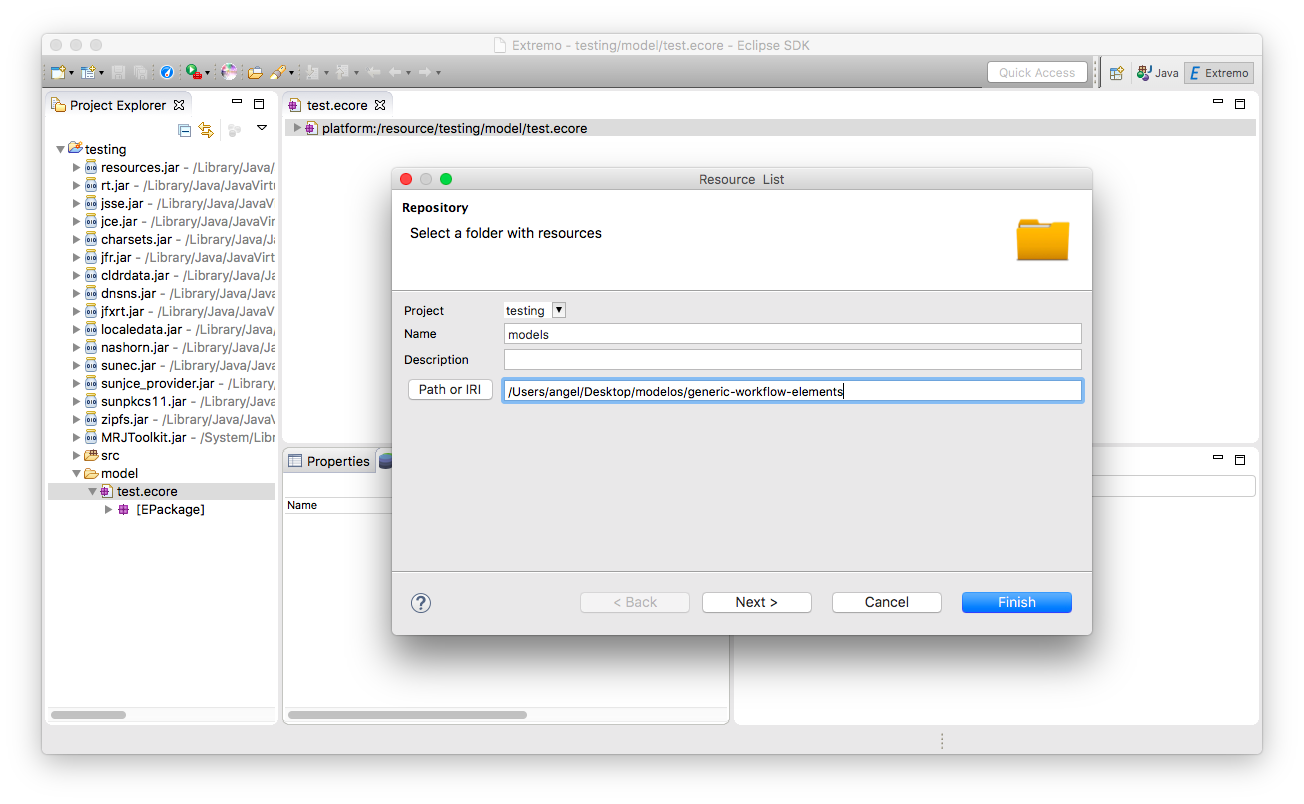 Extremo - testing/model/test.ecore - Eclipse SDK
Quick Access
Java
Extremo
Project Explorer
testing
resources.jar - /Library/Java/
rt.jar - /Library/Java/JavaVirtu
jsse.jar - /Library/Java/JavaV
jce.jar - /Library/Java/JavaVir
charsets.jar - /Library/Java/Ja
jfr.jar - /Library/Java/JavaVirt
cldrdata.jar - /Library/Java/Ja
dnsns.jar - /Library/Java/Java
jfxrt.jar - /Library/Java/JavaV
localedata.jar - /Library/Java/
nashorn.jar - /Library/Java/Ja
sunec.jar - /Library/Java/Java
sunjce_provider.jar - /Library/
sunpkcs11.jar - /Library/Java/
zipfs.jar - /Library/Java/JavaV
MRJToolkit.jar - /System/Libr
src
model
test.ecore
[EPackage]
test.ecore
platform:/resource/testing/model/test.ecore
Resource List
Repository
Select a folder with resources
Project testing
Name models
Description
Path or IRI /Users/angel/Desktop/modelos/generic-workflow-elements
? < Back Next > Cancel Finish
Properties
Name